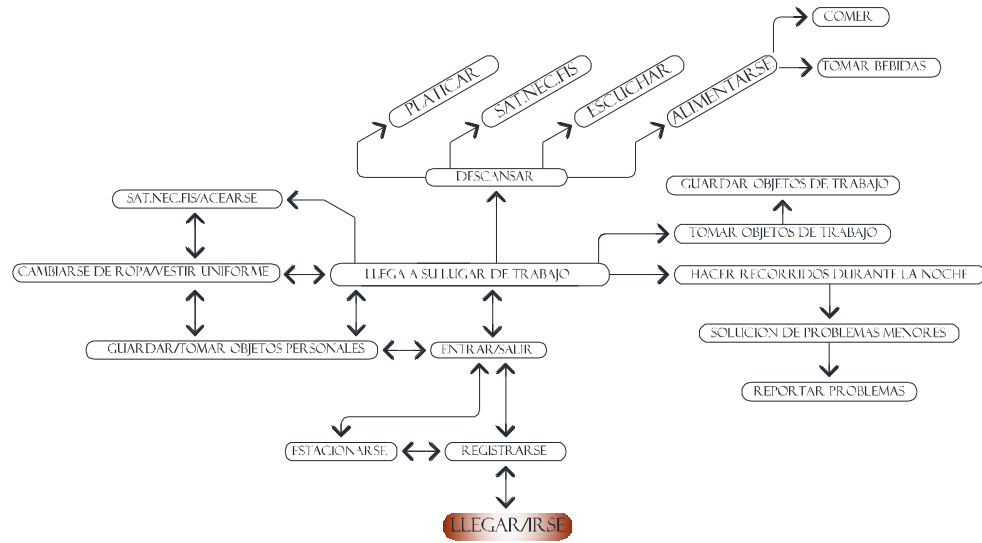 COMER
TOMAR BEBIDAS
PLATICAR
SAT.NEC.FIS
ESCUCHAR
ALIMENTARSE
DESCANSAR
GUARDAR OBJETOS DE TRABAJO
SAT.NEC.FIS/ACEARSE
TOMAR OBJETOS DE TRABAJO
CAMBIARSE DE ROPA/VESTIR UNIFORME
LLEGA A SU LUGAR DE TRABAJO
HACER RECORRIDOS DURANTE LA NOCHE
SOLUCION DE PROBLEMAS MENORES
GUARDAR/TOMAR OBJETOS PERSONALES
ENTRAR/SALIR
REPORTAR PROBLEMAS
ESTACIONARSE
REGISTRARSE
LLEGAR/IRSE